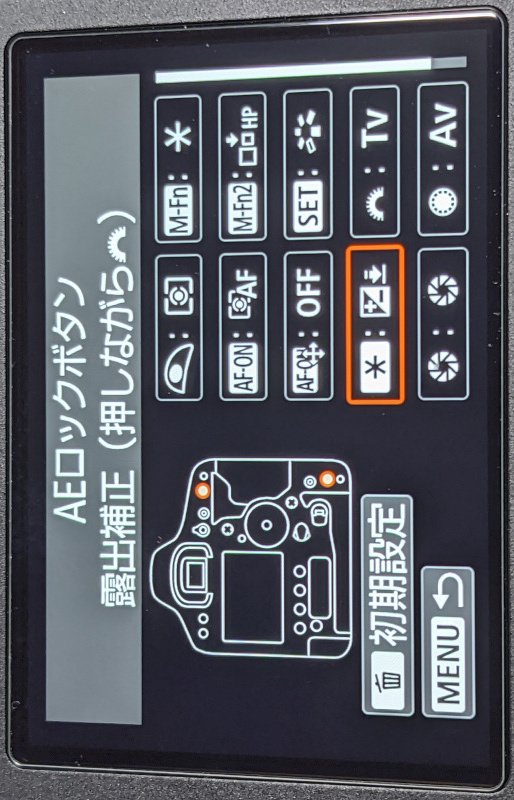 AEロックボタン
露出補正（押しながら）
M-Fn :
AF-ON : AF
M-Fn2 : HP
AF-ON : OFF
SET :
初期設定
: Tv
MENU
: Av